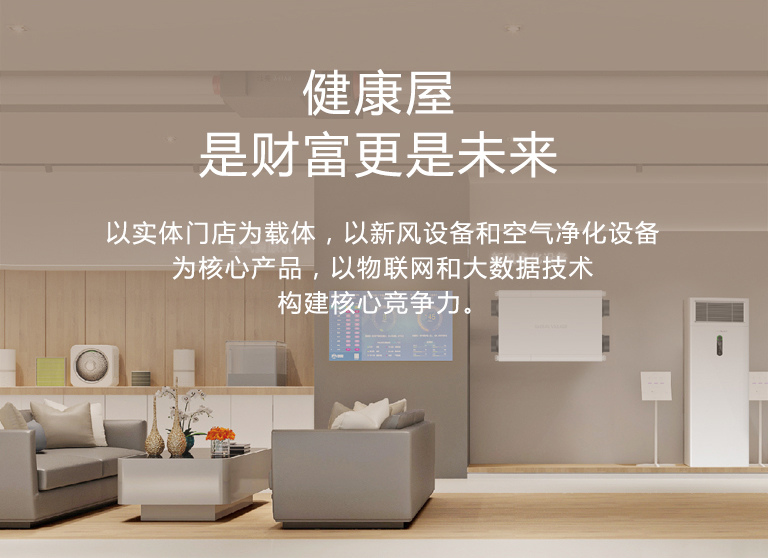 健康屋
是财富更是未来
以实体门店为载体，以新风设备和空气净化设备
为核心产品，以物联网和大数据技术
构建核心竞争力。